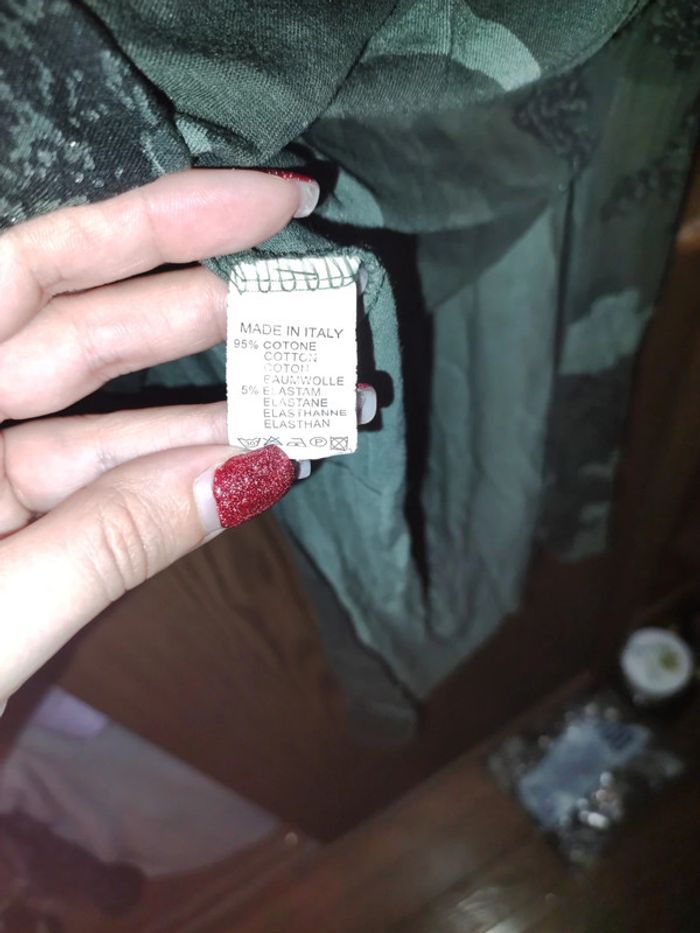 MADE IN ITALY
95% COTONE
COTTON
COTON
BAUMWOLLE
5% ELASTAM
ELASTANE
ELASTHANNE
ELASTHAN